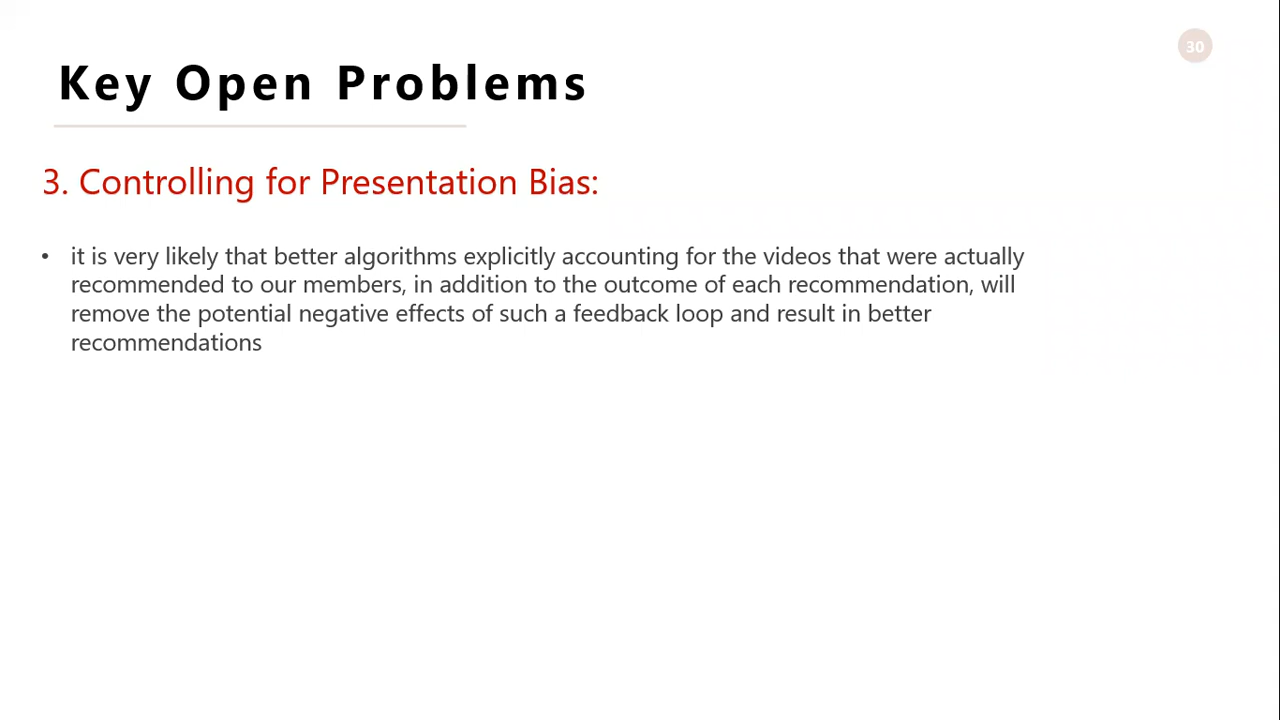 30
Key Open Problems
3. Controlling for Presentation Bias:
• it is very likely that better algorithms explicitly accounting for the videos that were actually
recommended to our members, in addition to the outcome of each recommendation, will
remove the potential negative effects of such a feedback loop and result in better
recommendations